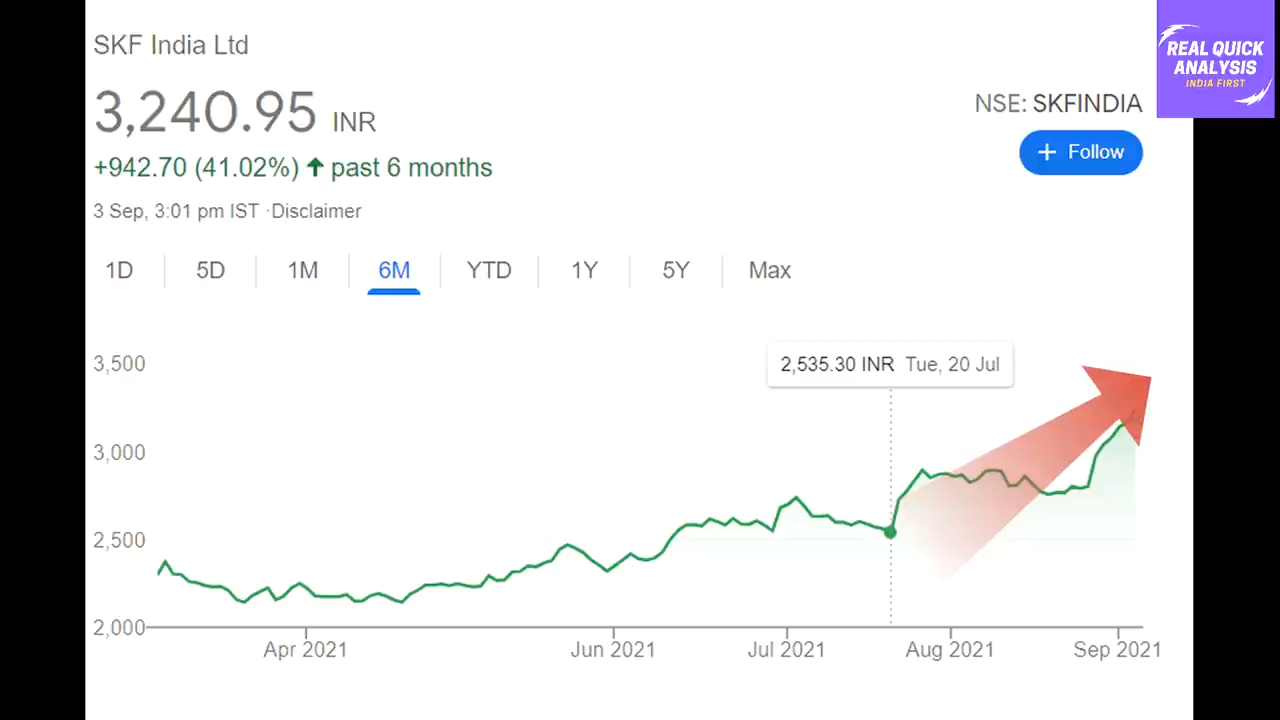 SKF India Ltd
3,240.95 INR
+942.70 (41.02%) ↑ past 6 months
3 Sep, 3:01 pm IST ·Disclaimer
REAL QUICK
ANALYSIS
INDIA FIRST
NSE: SKFINDIA
+ Follow
1D 5D 1M 6M YTD 1Y 5Y Max
2,535.30 INR Tue, 20 Jul
3,500
3,000
2,500
2,000
Apr 2021 Jun 2021 Jul 2021 Aug 2021 Sep 2021